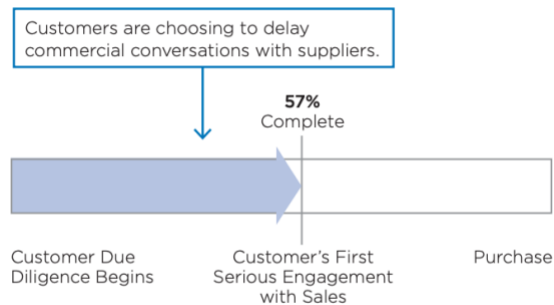 Customers are choosing to delay
commercial conversations with suppliers.
57%
Complete
Customer Due
Diligence Begins
Customer's First
Serious Engagement
with Sales
Purchase